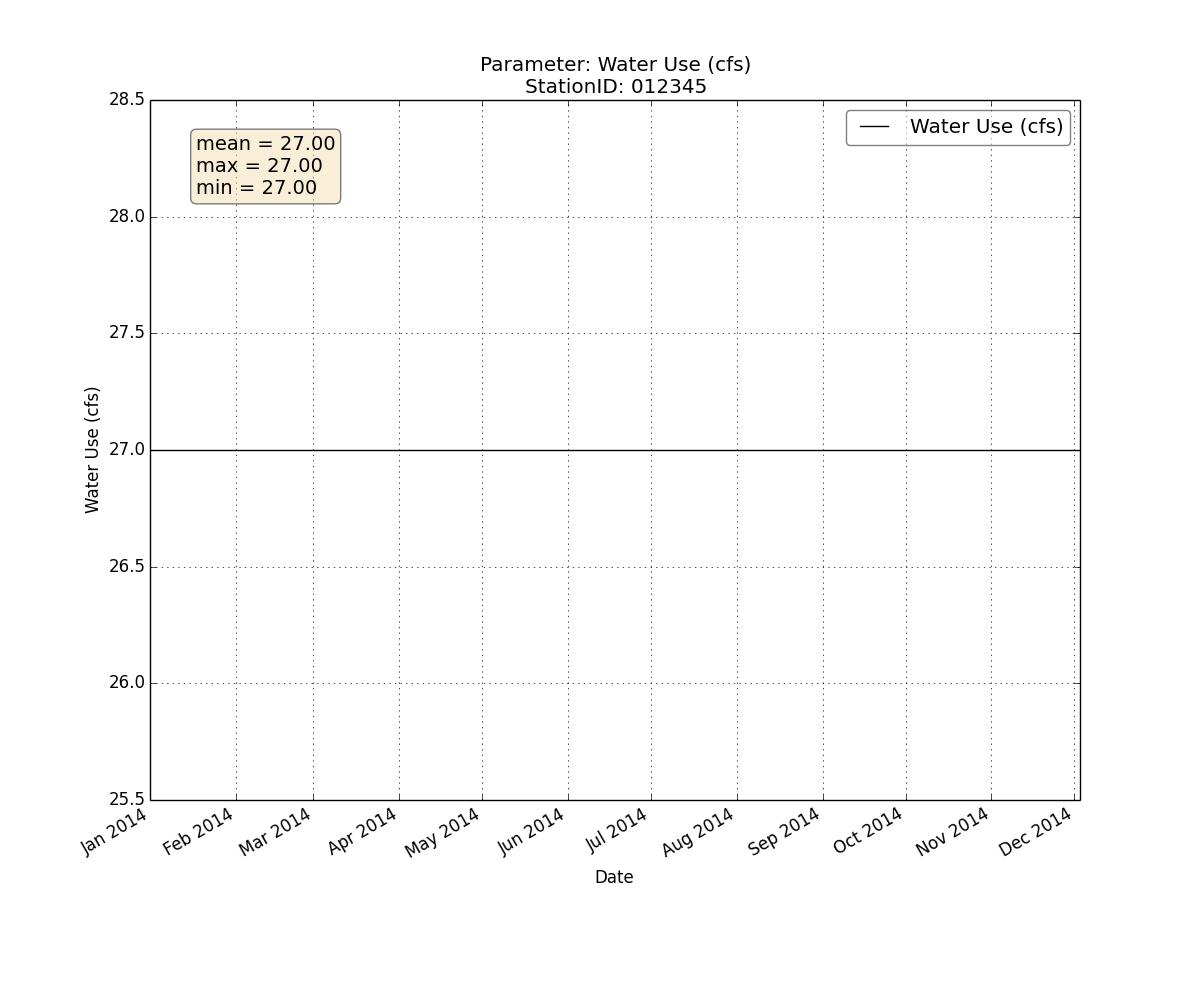 Parameter: Water Use (cfs)
StationID: 012345
28.5
28.0
27.5
27.0
26.5
26.0
25.5
Water Use (cfs)
mean = 27.00
max = 27.00
min = 27.00
Water Use (cfs)
Jan 2014
Feb 2014
Mar 2014
Apr 2014
May 2014
Jun 2014
Jul 2014
Aug 2014
Sep 2014
Oct 2014
Nov 2014
Dec 2014
Date